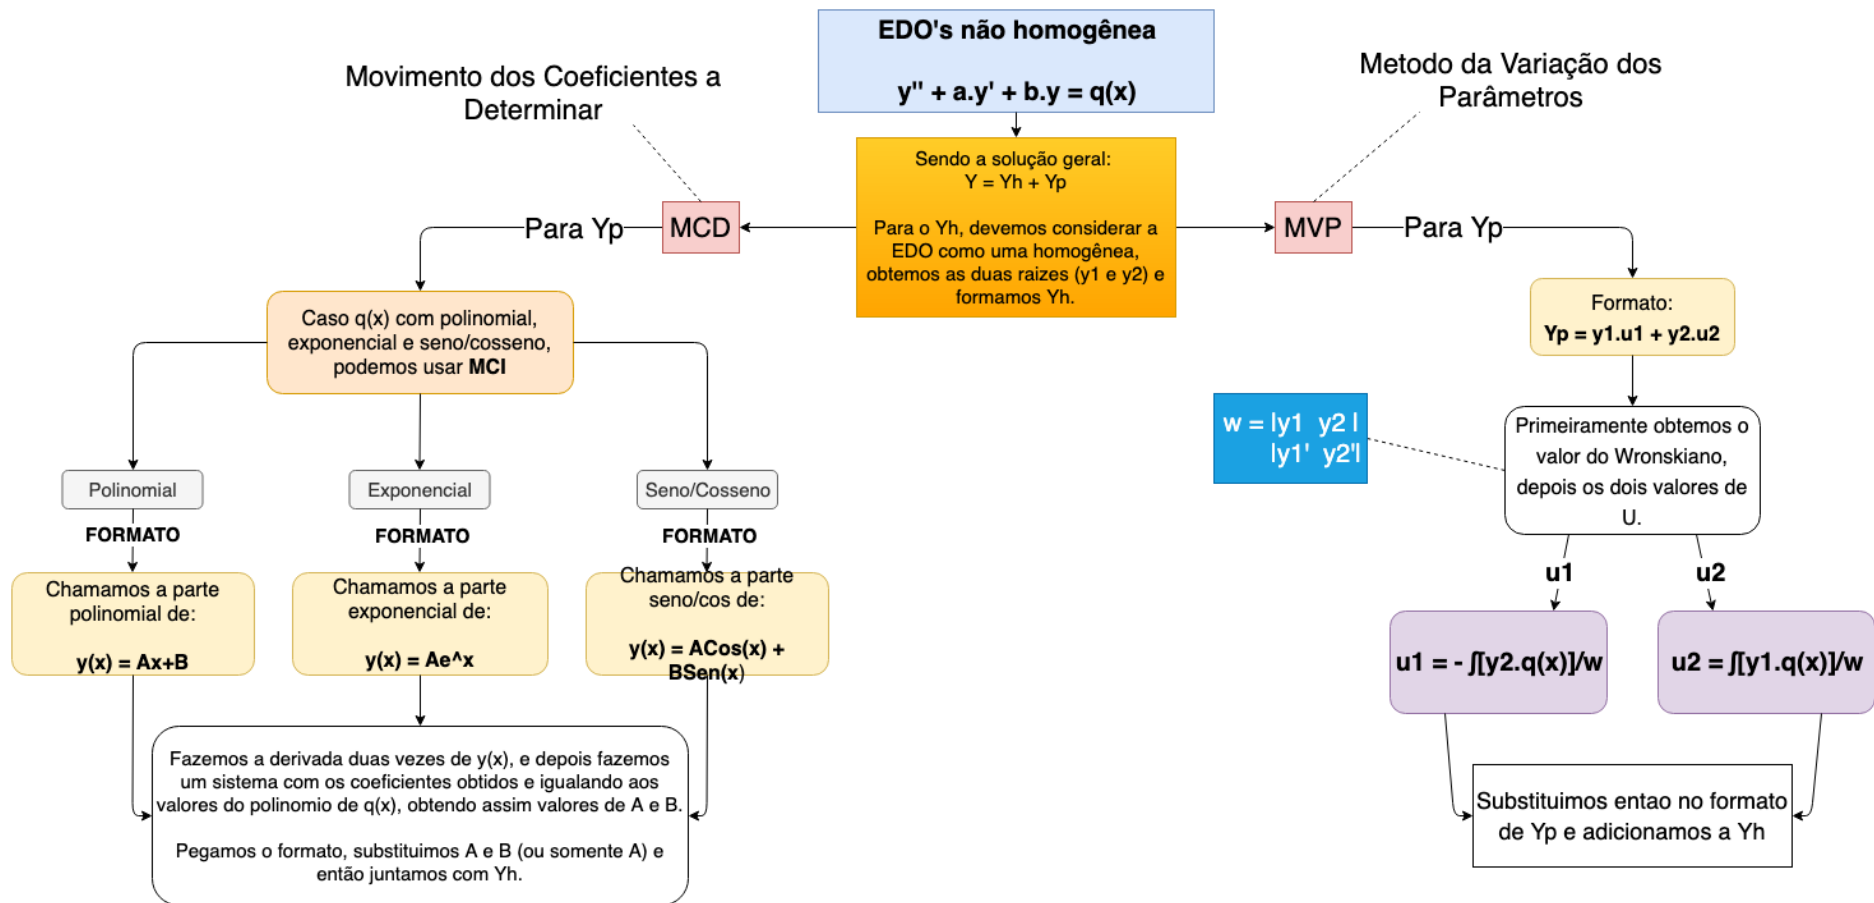 EDO's não homogênea
y'' + a.y' + b.y = q(x)
Movimento dos Coeficientes a
Determinar
Metodo da Variação dos
Parâmetros
Sendo a solução geral:
Y = Yh + Yp
Para o Yh, devemos considerar a
EDO como uma homogênea,
obtemos as duas raizes (y1 e y2) e
formamos Yh.
MCD
Para Yp
MVP
Para Yp
Caso q(x) com polinomial,
exponencial e seno/cosseno,
podemos usar MCI
Polinomial
FORMATO
Chamamos a parte
polinomial de:
y(x) = Ax+B
Exponencial
FORMATO
Chamamos a parte
exponencial de:
y(x) = Ae^x
Seno/Cosseno
FORMATO
Chamamos a parte
seno/cos de:
y(x) = ACos(x) +
BSen(x)
Fazemos a derivada duas vezes de y(x), e depois fazemos
um sistema com os coeficientes obtidos e igualando aos
valores do polinomio de q(x), obtendo assim valores de A e B.
Pegamos o formato, substituimos A e B (ou somente A) e
então juntamos com Yh.
Formato:
Yp = y1.u1 + y2.u2
w = |y1 y2 |
|y1' y2'|
Primeiramente obtemos o
valor do Wronskiano,
depois os dois valores de
U.
u1
u2
u1 = - ∫[y2.q(x)]/w
u2 = ∫[y1.q(x)]/w
Substituimos entao no formato
de Yp e adicionamos a Yh